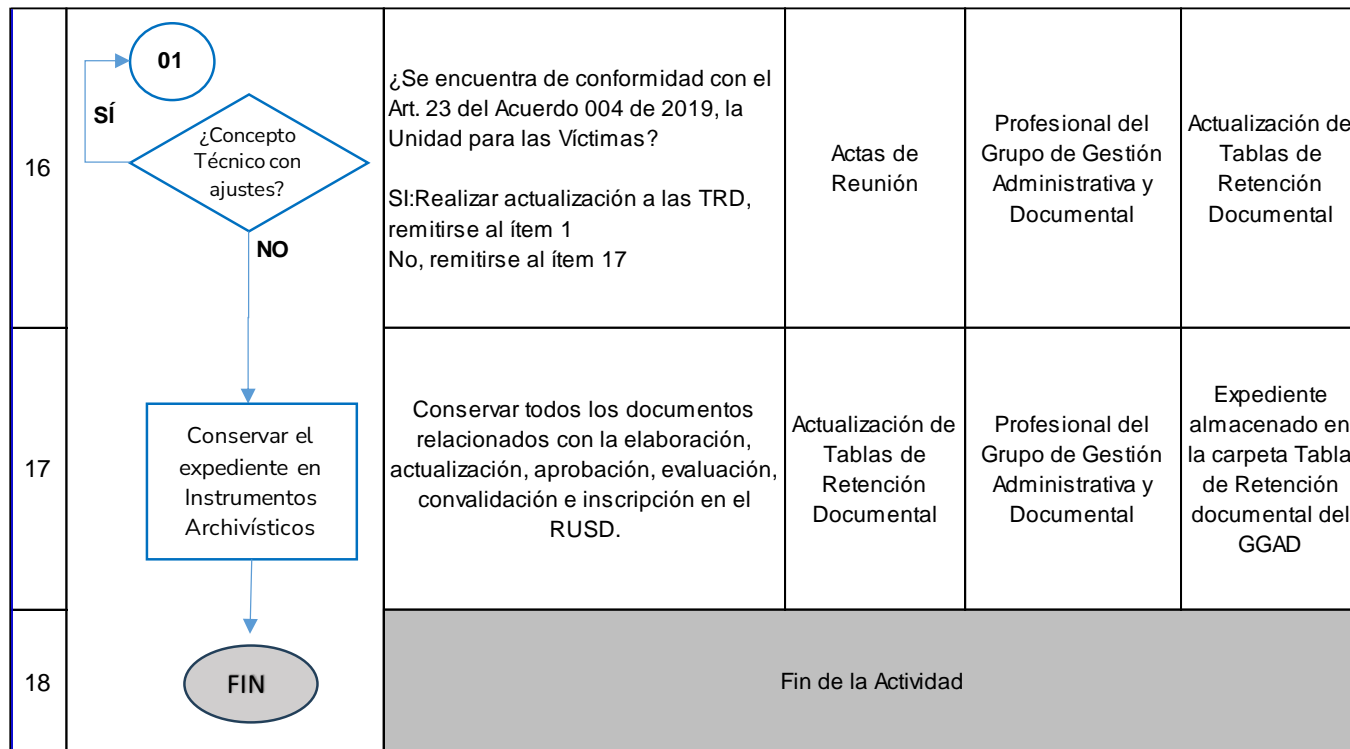 16
01
SÍ
¿Concepto
Técnico con
ajustes?
NO
¿Se encuentra de conformidad con el
Art. 23 del Acuerdo 004 de 2019, la
Unidad para las Víctimas?
SI:Realizar actualización a las TRD,
remitirse al ítem 1
No, remitirse al ítem 17
Actas de
Reunión
Profesional del
Grupo de Gestión
Administrativa y
Documental
Actualización de
Tablas de
Retención
Documental
17
Conservar el
expediente en
Instrumentos
Archivísticos
Conservar todos los documentos
relacionados con la elaboración,
actualización, aprobación, evaluación,
convalidación e inscripción en el
RUSD.
Actualización de
Tablas de
Retención
Documental
Profesional del
Grupo de Gestión
Administrativa y
Documental
Expediente
almacenado en
la carpeta Tabla
de Retención
documental del
GGAD
18
FIN
Fin de la Actividad